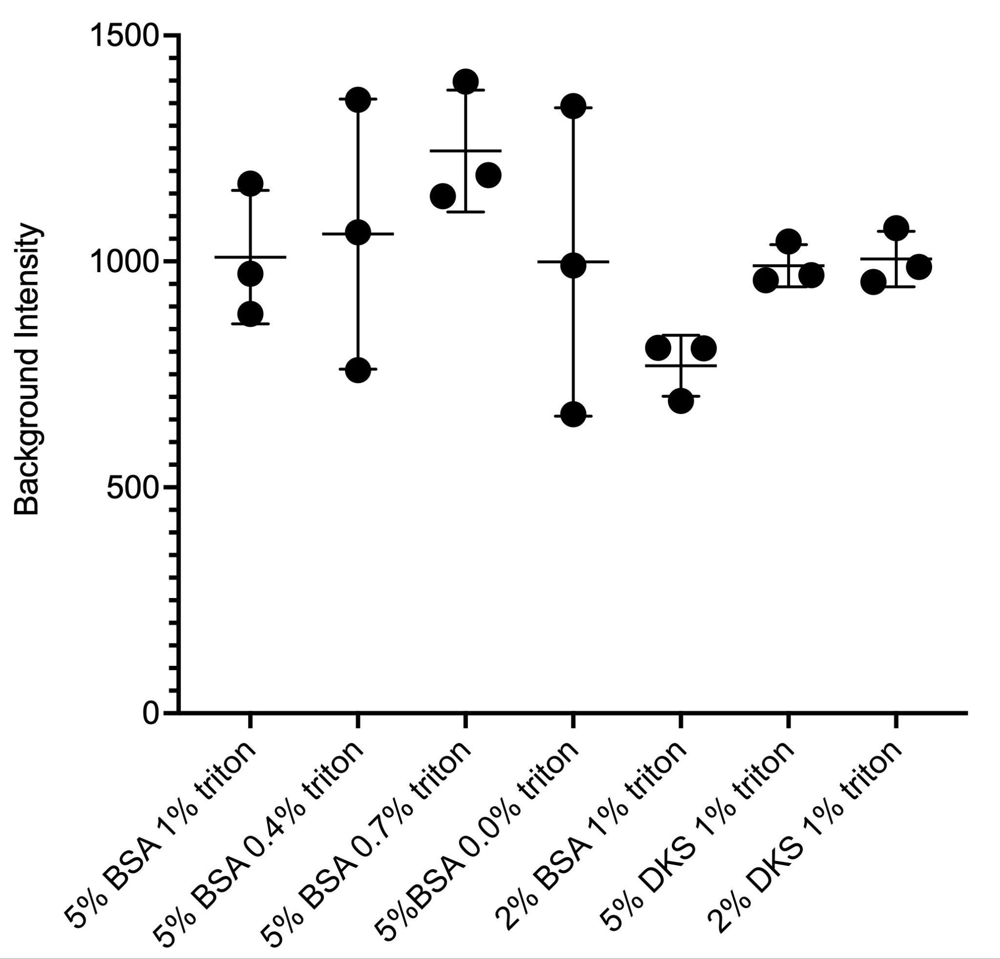 Background Intensity
1500
1000
500
0
5% BSA 1% triton
5% BSA 0.4% triton
5% BSA 0.7% triton
5%BSA 0.0% triton
2% BSA 1% triton
5% DKS 1% triton
2% DKS 1% triton